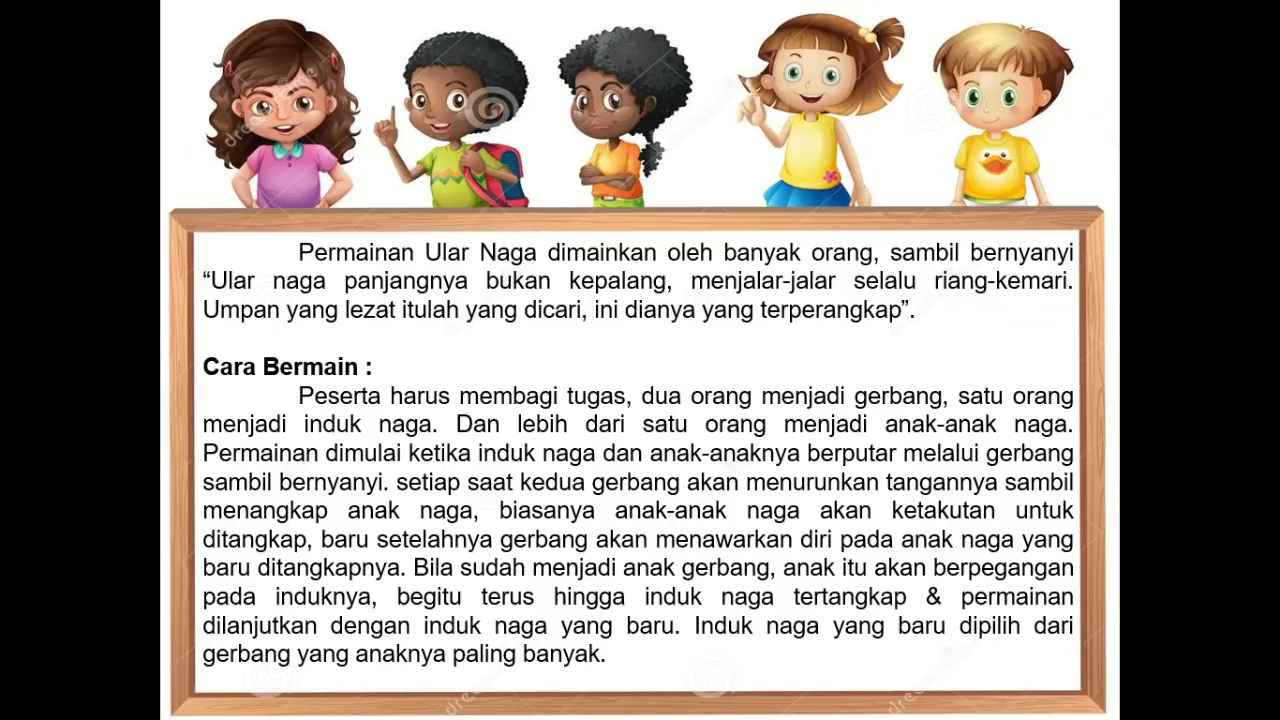 Permainan Ular Naga dimainkan oleh banyak orang, sambil bernyanyi
“Ular naga panjangnya bukan kepalang, menjalar-jalar selalu riang-kemari.
Umpan yang lezat itulah yang dicari, ini dianya yang terperangkap”.
Cara Bermain :
Peserta harus membagi tugas, dua orang menjadi gerbang, satu orang
menjadi induk naga. Dan lebih dari satu orang menjadi anak-anak naga.
Permainan dimulai ketika induk naga dan anak-anaknya berputar melalui gerbang
sambil bernyanyi. setiap saat kedua gerbang akan menurunkan tangannya sambil
menangkap anak naga, biasanya anak-anak naga akan ketakutan untuk
ditangkap, baru setelahnya gerbang akan menawarkan diri pada anak naga yang
baru ditangkapnya. Bila sudah menjadi anak gerbang, anak itu akan berpegangan
pada induknya, begitu terus hingga induk naga tertangkap & permainan
dilanjutkan dengan induk naga yang baru. Induk naga yang baru dipilih dari
gerbang yang anaknya paling banyak.